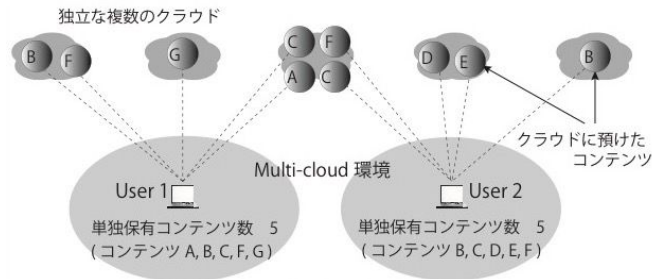 独立な複数のクラウド
B
F
G
C
F
A
C
D
E
B
クラウドに預けた
コンテンツ
Multi-cloud 環境
User 1
単独保有コンテンツ数 5
( コンテンツ A, B, C, F, G )
User 2
単独保有コンテンツ数 5
( コンテンツ B, C, D, E, F )